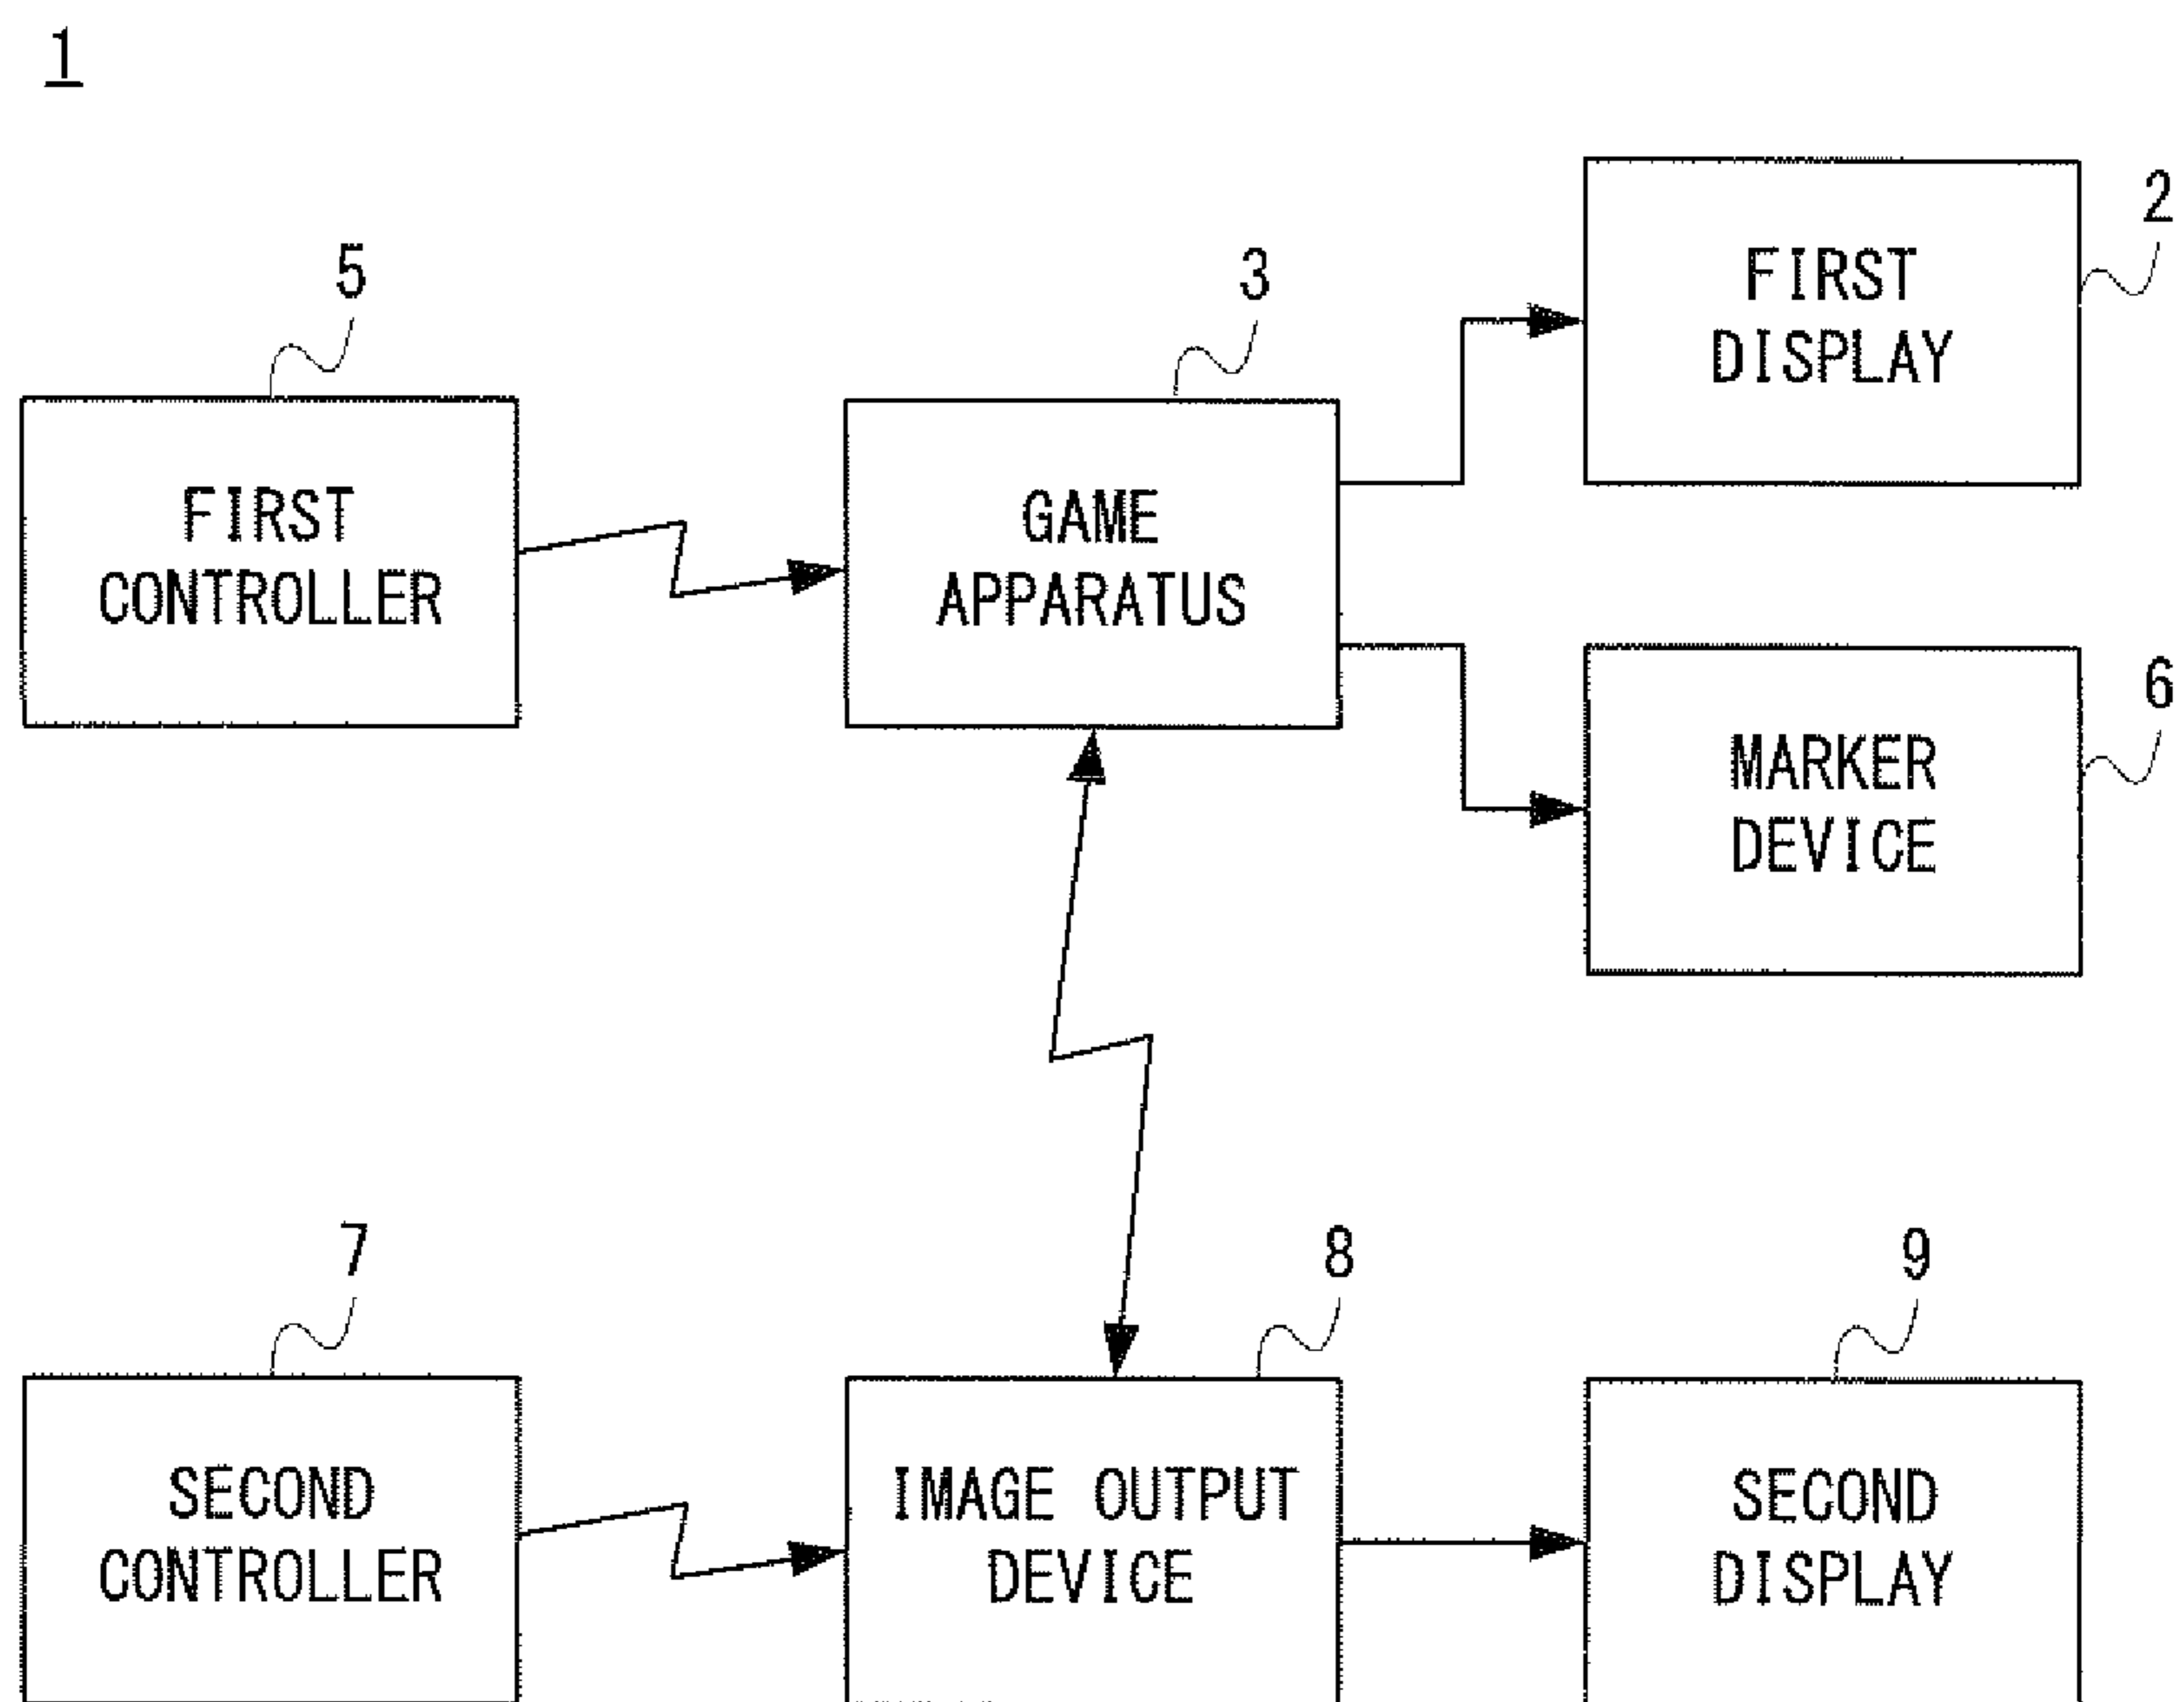 1
2
FIRST
DISPLAY
5
3
FIRST
CONTROLLER
GAME
APPARATUS
6
MARKER
DEVICE
7
8
9
SECOND
CONTROLLER
IMAGE OUTPUT
DEVICE
SECOND
DISPLAY